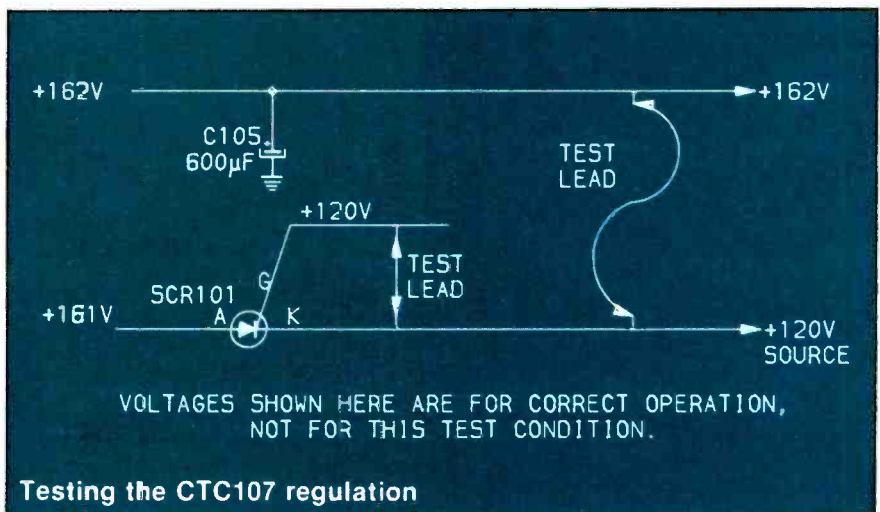 +162V
+162V
C105
600µF
TEST
LEAD
+120V
TEST
LEAD
SCR101
G
A
K
+161V
+120V
SOURCE
VOLTAGES SHOWN HERE ARE FOR CORRECT OPERATION,
NOT FOR THIS TEST CONDITION.
Testing the CTC107 regulation